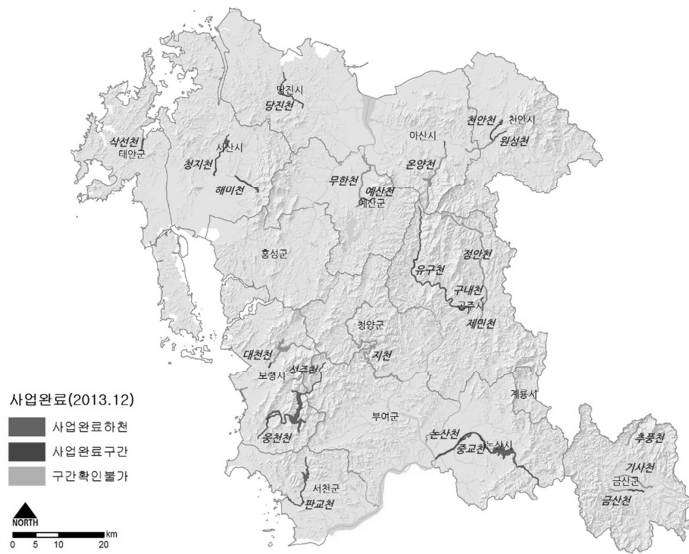 당진시
당진천
천안천
천안시
아산시
원성천
삭선천
태안군
서산시
청지천
온양천
해미천
무한천
예산천
예산군
홍성군
정안천
유구천
구내천
공주시
제민천
청양군
대천천
보령시
성주천
지천
계룡시
부여군
논산천
논산시
중교천
웅천천
추풍천
기사천
금산군
금산천
서천군
판교천
사업완료(2013.12)
사업완료하천
사업완료구간
구간확인불가
NORTH
km
0 5 10 20